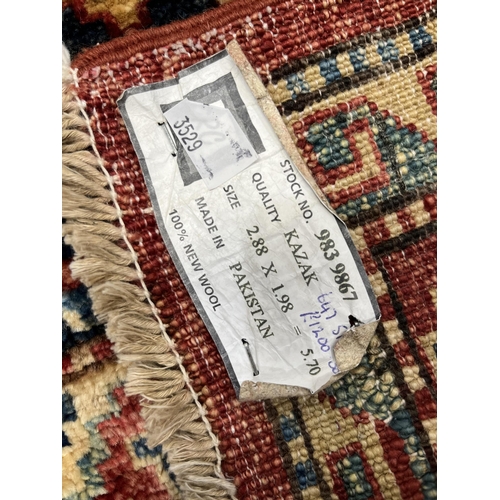 3529
STOCK NO. 983 9867
QUALITY KAZAK
SIZE 2.88 X 1.98 = 5.70
MADE IN PAKISTAN
100% NEW WOOL